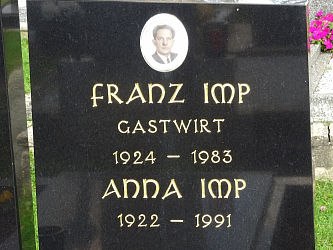 FRANZ IMP
GASTWIRT
1924 – 1983
ANNA IMP
1922 – 1991